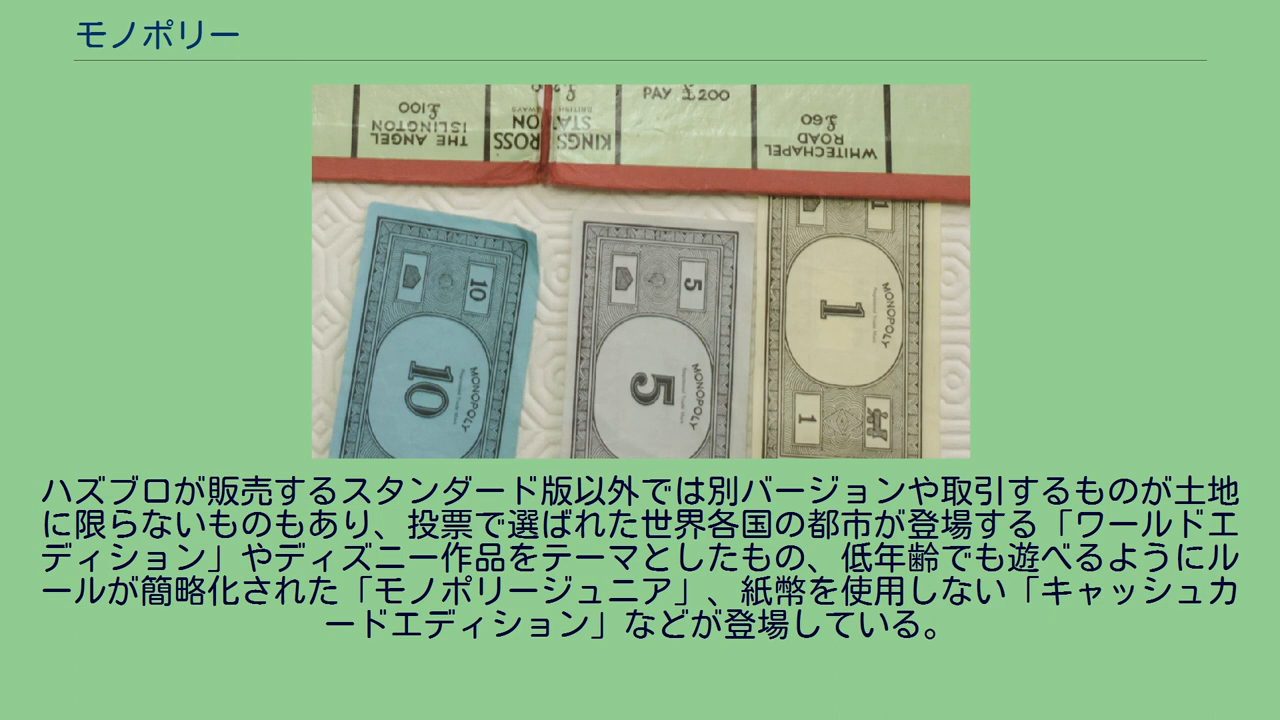 モノポリー
£100
THE ANGEL
ISLINGTON
KINGS CROSS
STATION
BRITISH
PAY £200
WHITECHAPEL
ROAD
£60
10
10
MONOPOLY
5
5
MONOPOLY
1
1
MONOPOLY
1
ハズブロが販売するスタンダード版以外では別バージョンや取引するものが土地
に限らないものもあり、投票で選ばれた世界各国の都市が登場する「ワールドエ
ディション」やディズニー作品をテーマとしたもの、低年齢でも遊べるようにル
ールが簡略化された「モノポリージュニア」、紙幣を使用しない「キャッシュカ
ードエディション」などが登場している。